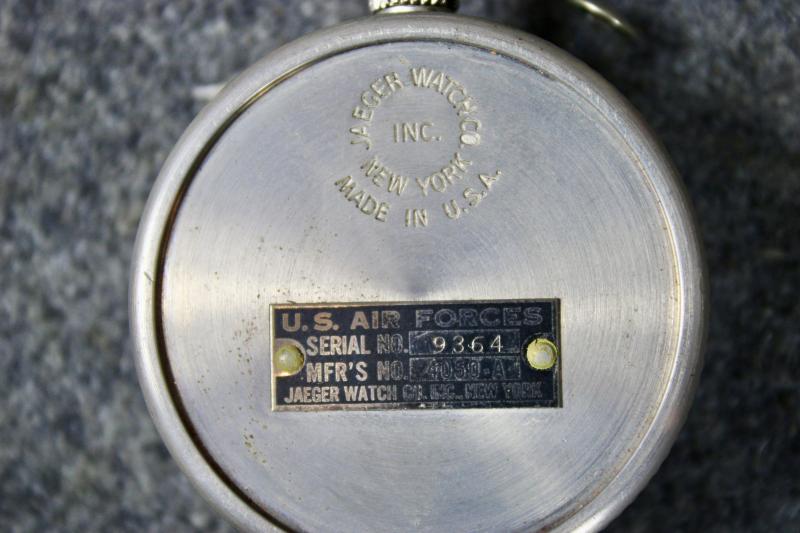 JAEGER WATCH CO.
INC.
NEW YORK
MADE IN U.S.A.
U.S. AIR FORCES
SERIAL NO. 9364
MFR'S NO. 4050-A
JAEGER WATCH CO. INC., NEW YORK